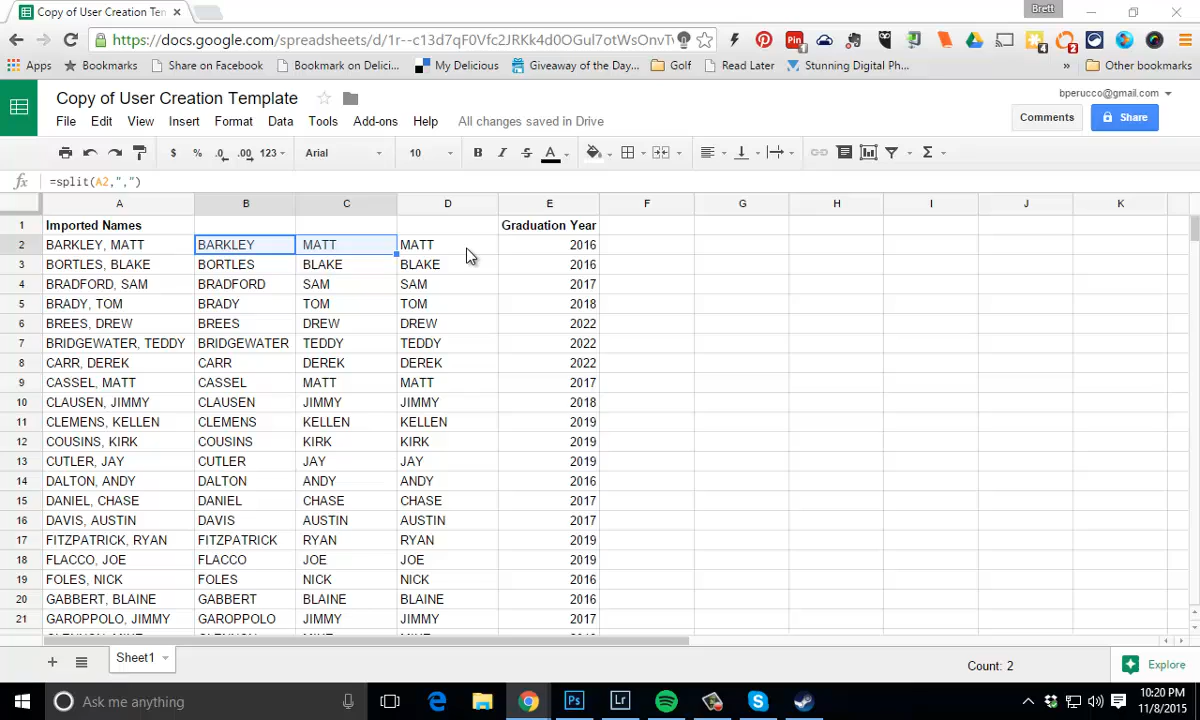 Copy of User Creation Ten
Brett
https://docs.google.com/spreadsheets/d/1r--c13d7qF0Vfc2JRKk4d0OGul7otWsOnvT
Apps Bookmarks Share on Facebook Bookmark on Delici... My Delicious Giveaway of the Day... Golf Read Later Stunning Digital Ph... » Other bookmarks
bperucco@gmail.com
Copy of User Creation Template
Comments Share
File Edit View Insert Format Data Tools Add-ons Help All changes saved in Drive
$ % .0 .00 123 Arial 10 B I S A Σ
fx =split(A2,",")
A B C D E F G H I J K
1 Imported Names Graduation Year
2 BARKLEY, MATT BARKLEY MATT MATT 2016
3 BORTLES, BLAKE BORTLES BLAKE BLAKE 2016
4 BRADFORD, SAM BRADFORD SAM SAM 2017
5 BRADY, TOM BRADY TOM TOM 2018
6 BREES, DREW BREES DREW DREW 2022
7 BRIDGEWATER, TEDDY BRIDGEWATER TEDDY TEDDY 2022
8 CARR, DEREK CARR DEREK DEREK 2022
9 CASSEL, MATT CASSEL MATT MATT 2017
10 CLAUSEN, JIMMY CLAUSEN JIMMY JIMMY 2018
11 CLEMENS, KELLEN CLEMENS KELLEN KELLEN 2019
12 COUSINS, KIRK COUSINS KIRK KIRK 2019
13 CUTLER, JAY CUTLER JAY JAY 2019
14 DALTON, ANDY DALTON ANDY ANDY 2016
15 DANIEL, CHASE DANIEL CHASE CHASE 2017
16 DAVIS, AUSTIN DAVIS AUSTIN AUSTIN 2017
17 FITZPATRICK, RYAN FITZPATRICK RYAN RYAN 2019
18 FLACCO, JOE FLACCO JOE JOE 2019
19 FOLES, NICK FOLES NICK NICK 2016
20 GABBERT, BLAINE GABBERT BLAINE BLAINE 2016
21 GAROPPOLO, JIMMY GAROPPOLO JIMMY JIMMY 2017
Sheet1 Count: 2 Explore
Ask me anything Ps Lr 10:20 PM
11/8/2015